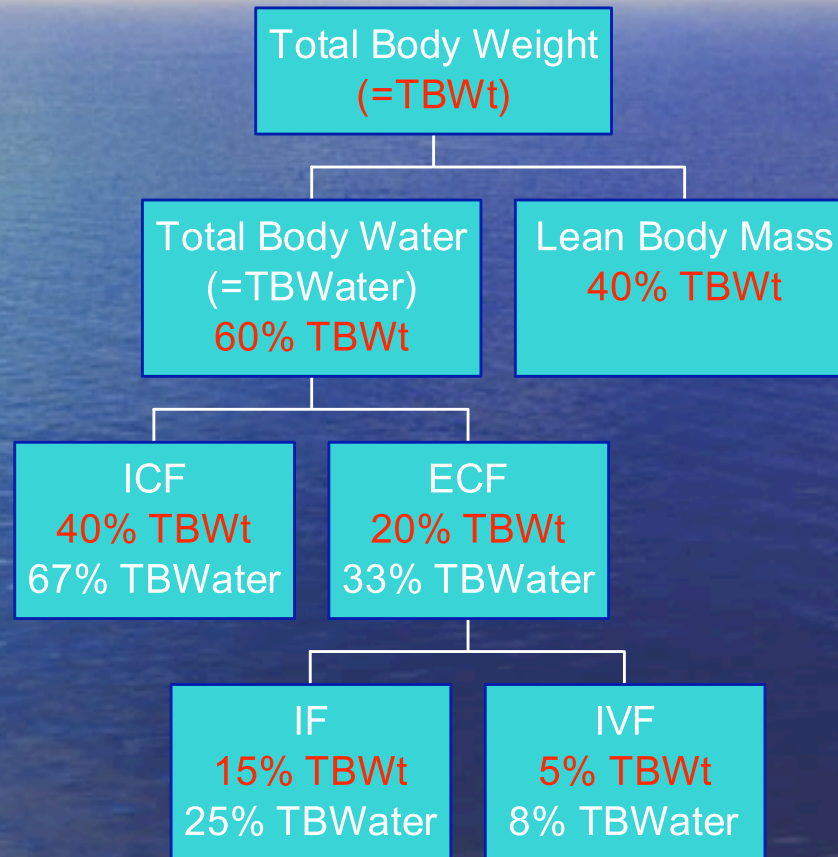 Total Body Weight
(=TBWt)
Total Body Water
(=TBWater)
60% TBWt
Lean Body Mass
40% TBWt
ICF
40% TBWt
67% TBWater
ECF
20% TBWt
33% TBWater
IF
15% TBWt
25% TBWater
IVF
5% TBWt
8% TBWater